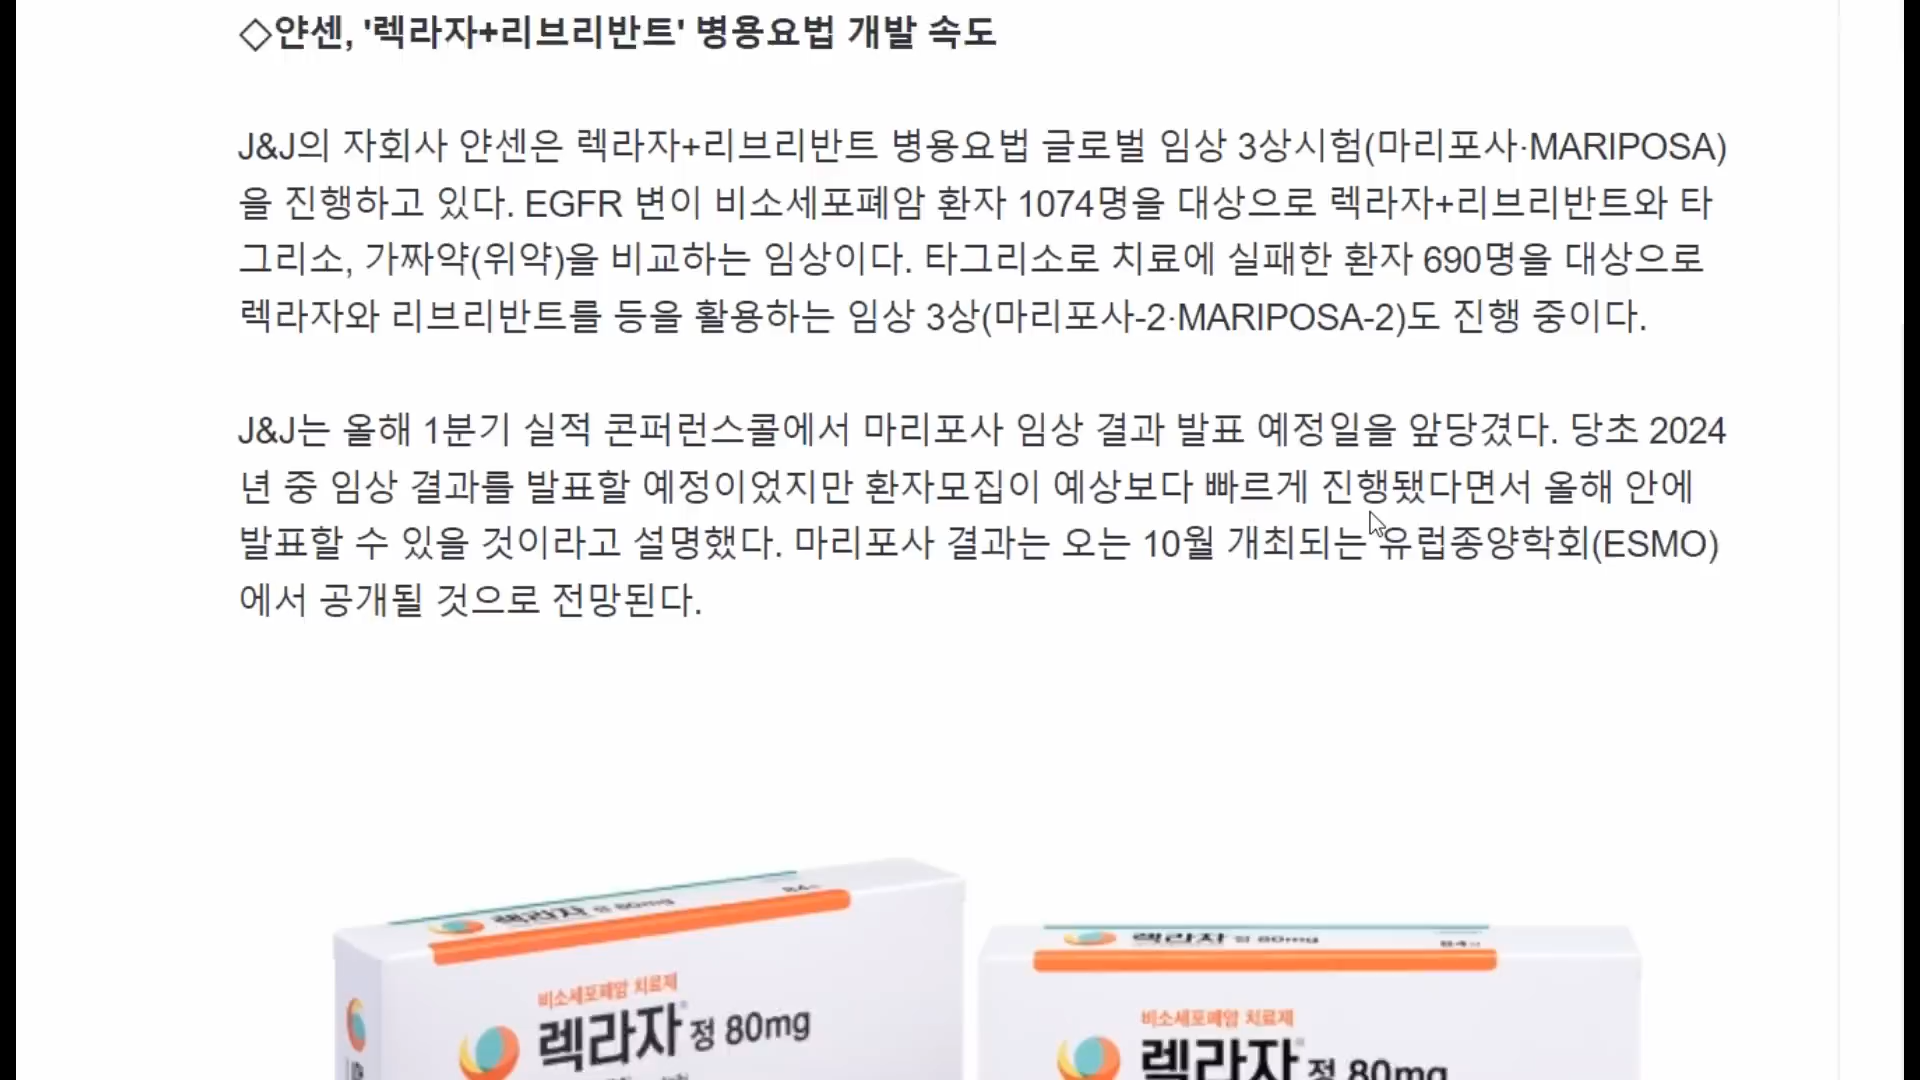 ◇얀센, '렉라자+리브리반트' 병용요법 개발 속도
J&J의 자회사 얀센은 렉라자+리브리반트 병용요법 글로벌 임상 3상시험(마리포사·MARIPOSA)
을 진행하고 있다. EGFR 변이 비소세포폐암 환자 1074명을 대상으로 렉라자+리브리반트와 타
그리소, 가짜약(위약)을 비교하는 임상이다. 타그리소로 치료에 실패한 환자 690명을 대상으로
렉라자와 리브리반트를 등을 활용하는 임상 3상(마리포사-2·MARIPOSA-2)도 진행 중이다.
J&J는 올해 1분기 실적 콘퍼런스콜에서 마리포사 임상 결과 발표 예정일을 앞당겼다. 당초 2024
년 중 임상 결과를 발표할 예정이었지만 환자모집이 예상보다 빠르게 진행됐다면서 올해 안에
발표할 수 있을 것이라고 설명했다. 마리포사 결과는 오는 10월 개최되는 유럽종양학회(ESMO)
에서 공개될 것으로 전망된다.
렉라자 정 80mg
비소세포폐암 치료제
렉라자 정 80mg
렉라자 정 80mg
비소세포폐암 치료제
렉라자 정 80mg